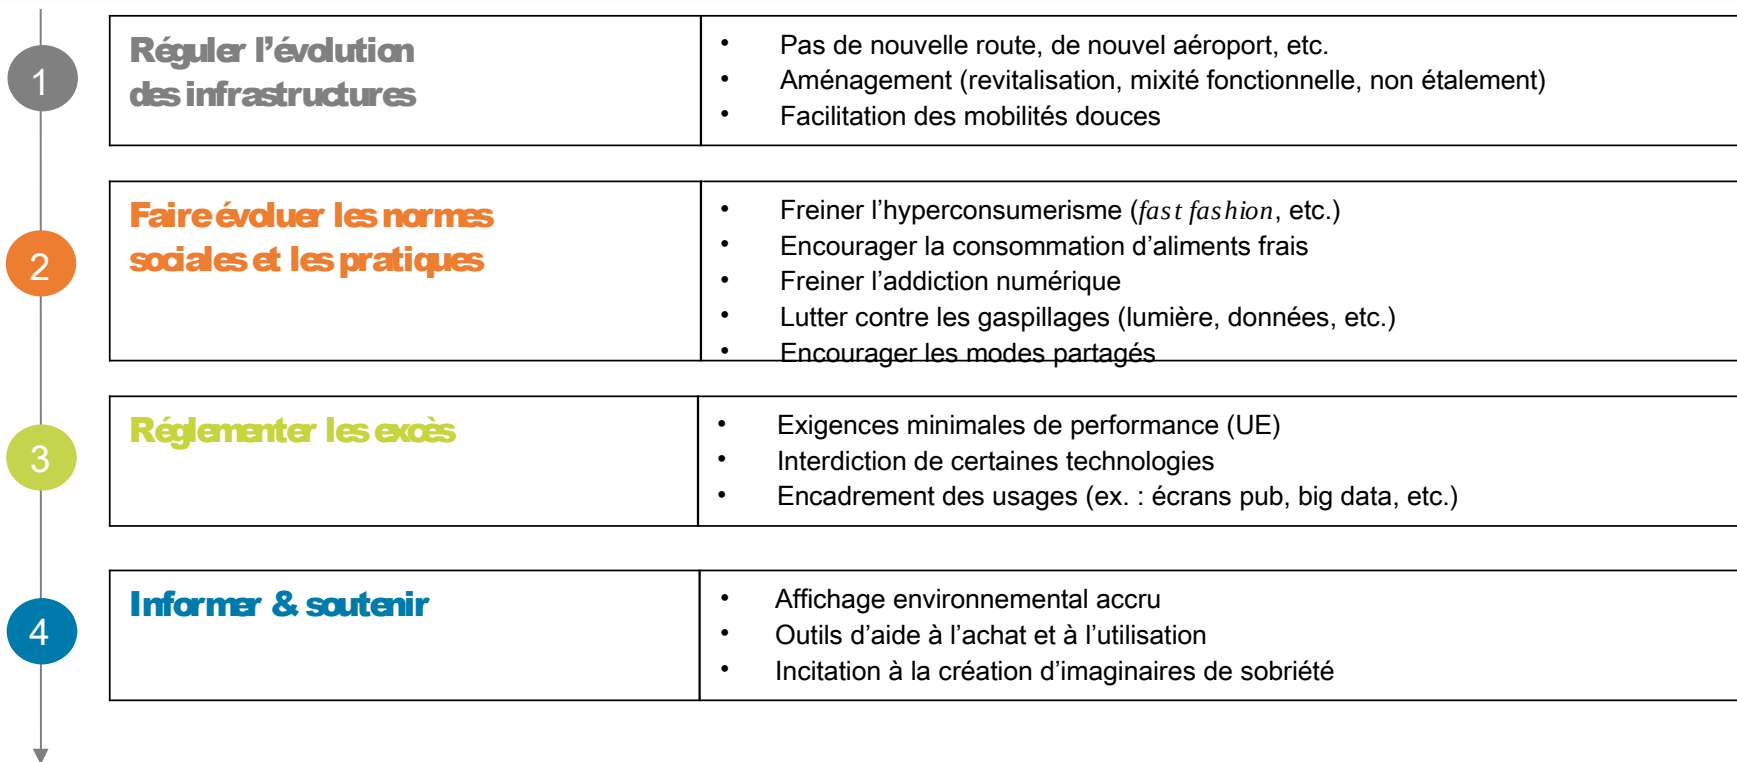 1
Réguler l’évolution
des infrastructures
• Pas de nouvelle route, de nouvel aéroport, etc.
• Aménagement (revitalisation, mixité fonctionnelle, non étalement)
• Facilitation des mobilités douces
2
Faire évoluer les normes
sociales et les pratiques
• Freiner l’hyperconsumerisme (fast fashion, etc.)
• Encourager la consommation d’aliments frais
• Freiner l’addiction numérique
• Lutter contre les gaspillages (lumière, données, etc.)
• Encourager les modes partagés
3
Réglementer les excès
• Exigences minimales de performance (UE)
• Interdiction de certaines technologies
• Encadrement des usages (ex. : écrans pub, big data, etc.)
4
Informer & soutenir
• Affichage environnemental accru
• Outils d’aide à l’achat et à l’utilisation
• Incitation à la création d’imaginaires de sobriété